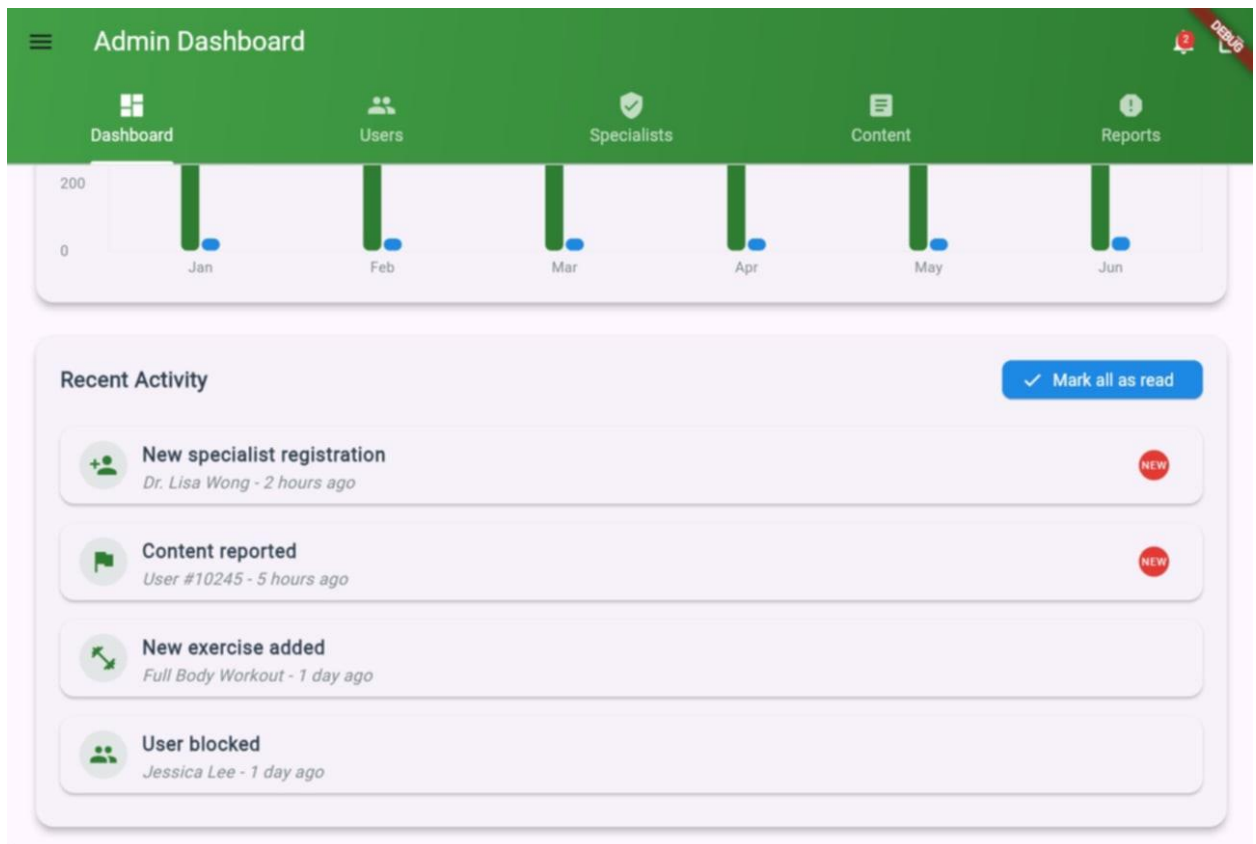 Admin Dashboard
2
DEBUG
Dashboard
Users
Specialists
Content
Reports
200
0
Jan
Feb
Mar
Apr
May
Jun
Recent Activity
Mark all as read
New specialist registration
Dr. Lisa Wong - 2 hours ago
NEW
Content reported
User #10245 - 5 hours ago
NEW
New exercise added
Full Body Workout - 1 day ago
User blocked
Jessica Lee - 1 day ago